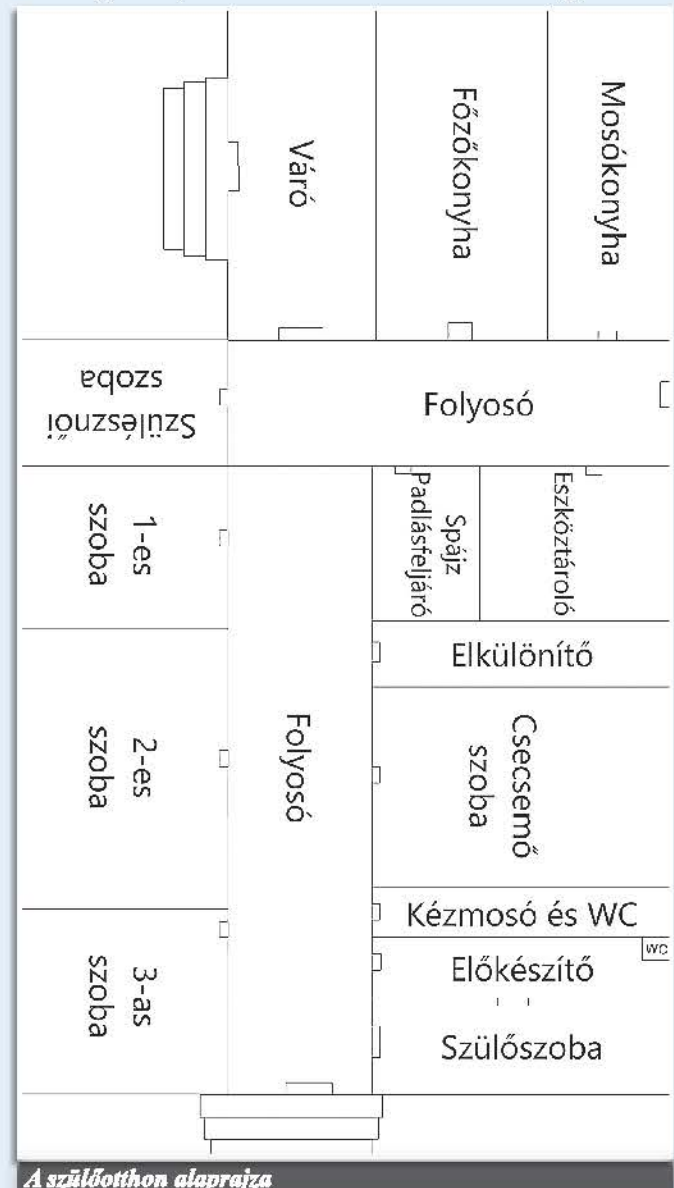 Váró
Főzőkonyha
Mosókonyha
Szülésznői
szoba
Folyosó
1-es
szoba
Spájz
Padlásfeljáró
Eszköztároló
Elkülönítő
2-es
szoba
Folyosó
Csecsemő
szoba
Kézmosó és WC
3-as
szoba
WC
Előkészítő
Szülőszoba
A szülőotthon alaprajza